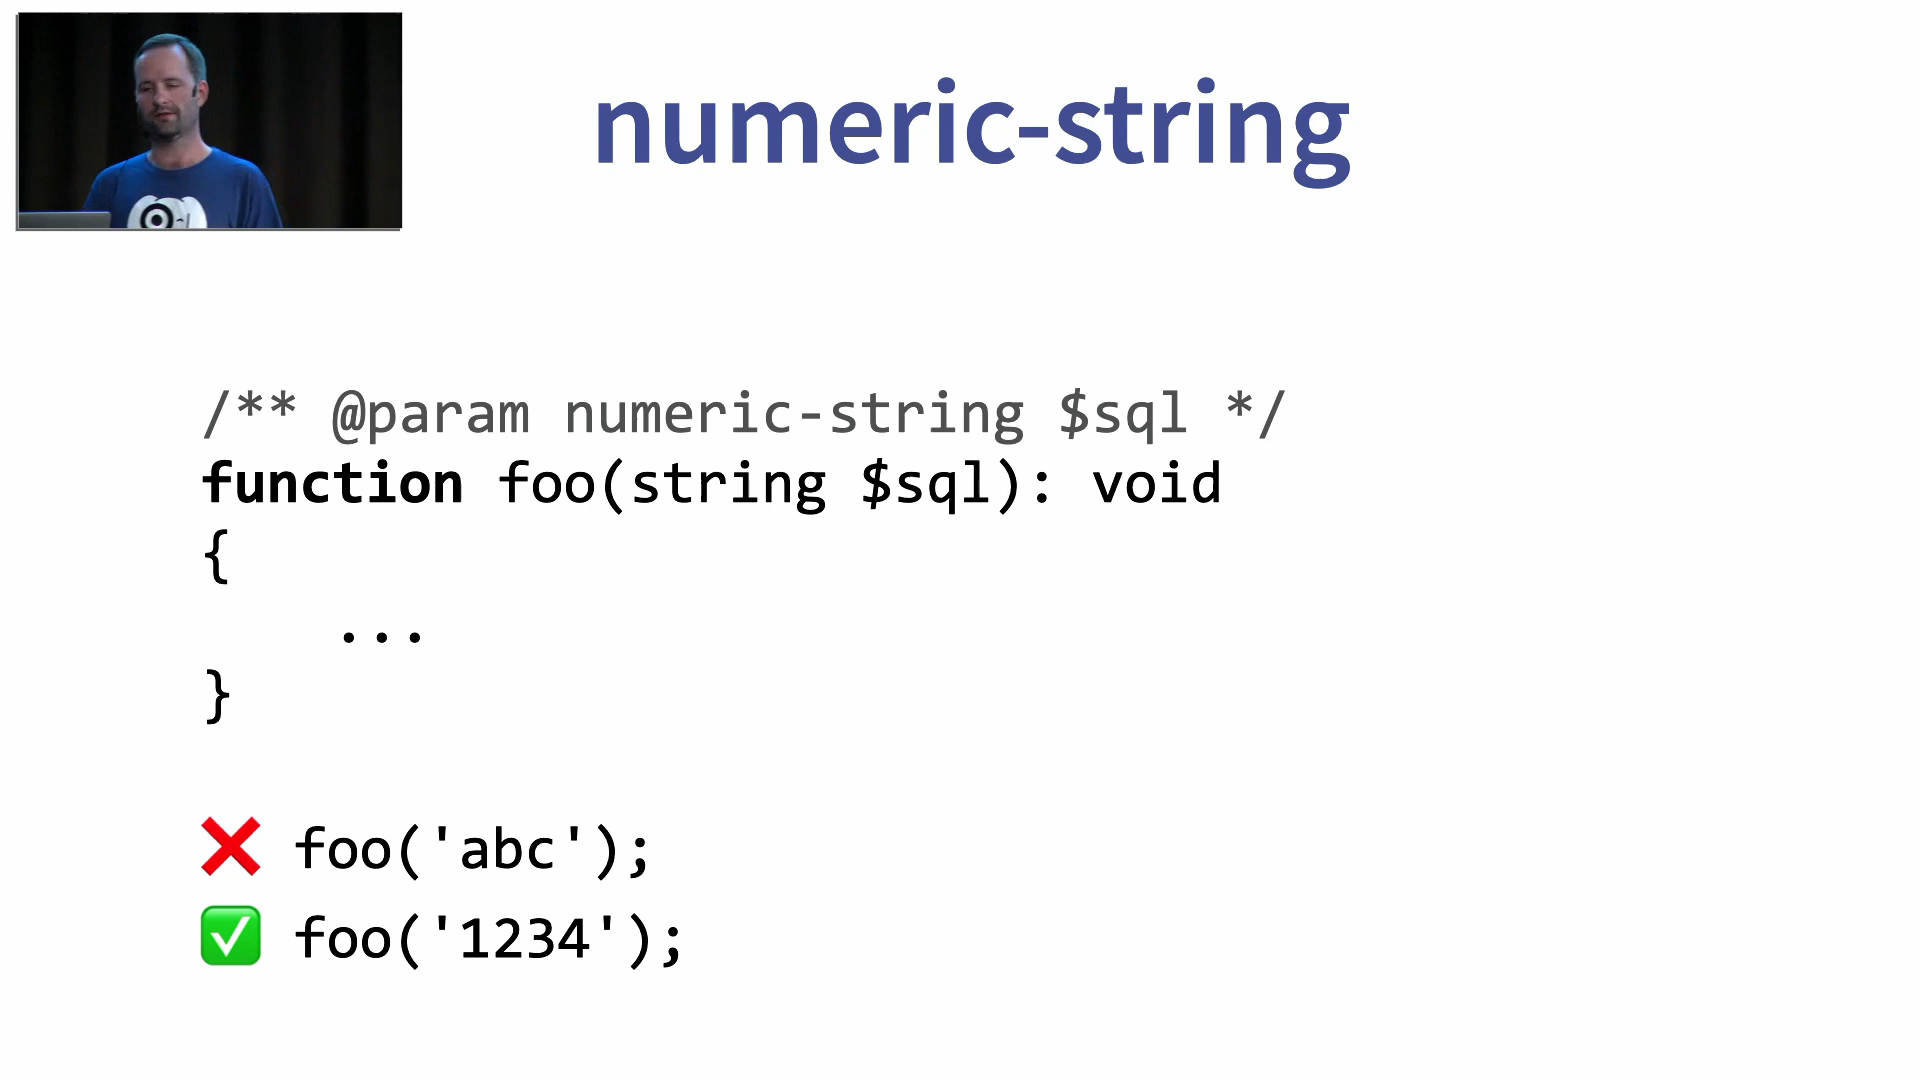 numeric-string
/** @param numeric-string $sql */
function foo(string $sql): void
{
    ...
}
❌ foo('abc');
✅ foo('1234');